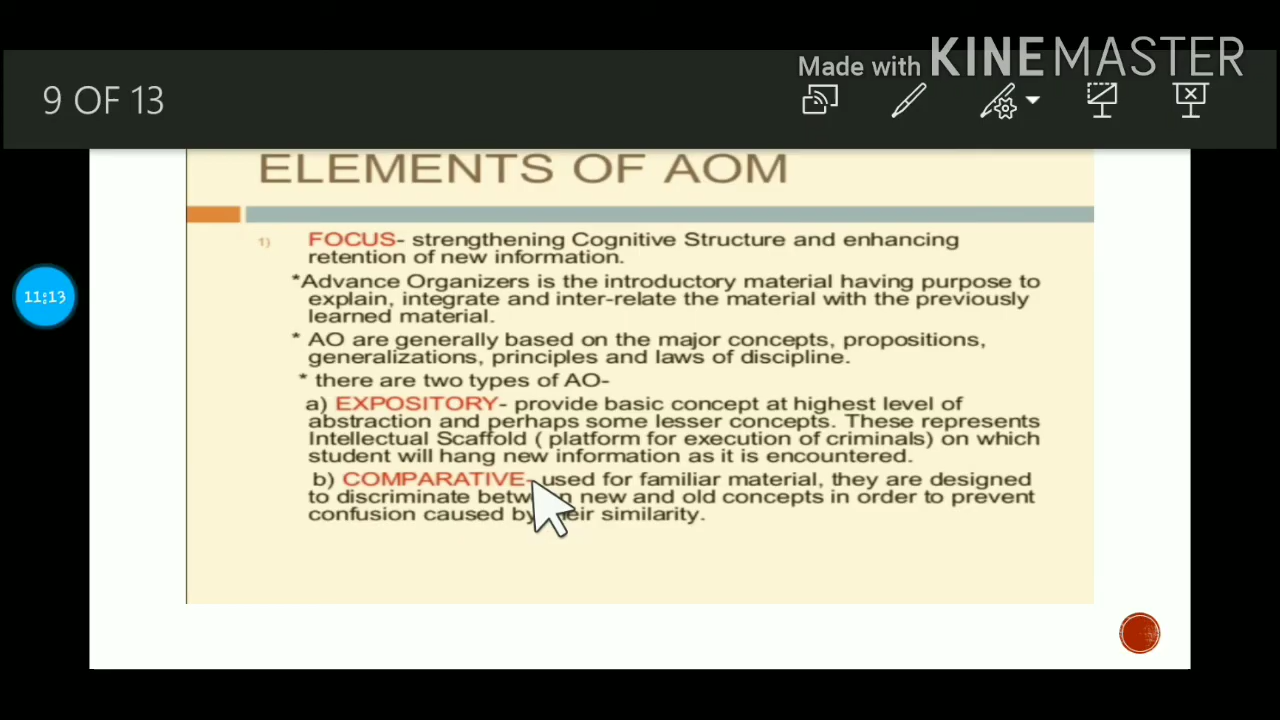 Made with KINEMASTER
9 OF 13
ELEMENTS OF AOM
1) FOCUS- strengthening Cognitive Structure and enhancing
retention of new information.
*Advance Organizers is the introductory material having purpose to
explain, integrate and inter-relate the material with the previously
learned material.
* AO are generally based on the major concepts, propositions,
generalizations, principles and laws of discipline.
* there are two types of AO-
a) EXPOSITORY- provide basic concept at highest level of
abstraction and perhaps some lesser concepts. These represents
Intellectual Scaffold ( platform for execution of criminals) on which
student will hang new information as it is encountered.
11:13
b) COMPARATIVE- used for familiar material, they are designed
to discriminate between new and old concepts in order to prevent
confusion caused by their similarity.